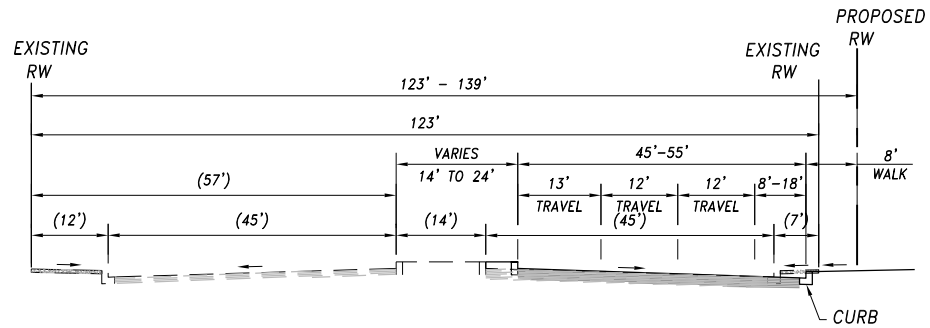 PROPOSED
RW
EXISTING
RW
EXISTING
RW
123' - 139'
123'
VARIES
14' TO 24'
45'-55'
8'
WALK
(57')
13'
TRAVEL
12'
TRAVEL
12'
TRAVEL
8'-18'
(12')
(45')
(14')
(45')
(7')
CURB